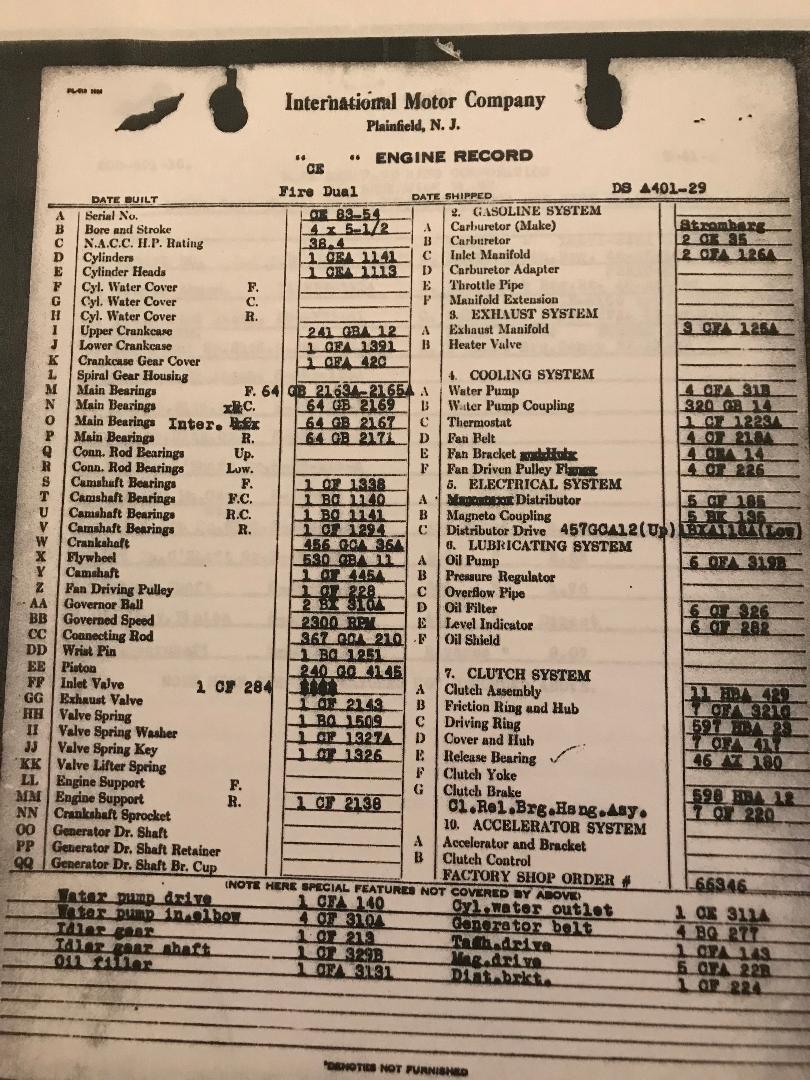 International Motor Company
Plainfield, N. J.
" CE " ENGINE RECORD
Fire Dual DS A401-29
DATE BUILT DATE SHIPPED
A Serial No. CE 83-54
B Bore and Stroke 4 x 5-1/2
C N.A.C.C. H.P. Rating 38.4
D Cylinders 1 CEA 1141
E Cylinder Heads 1 CEA 1113
F Cyl. Water Cover F.
G Cyl. Water Cover C.
H Cyl. Water Cover R.
I Upper Crankcase 241 GBA 12
J Lower Crankcase 1 CFA 1391
K Crankcase Gear Cover 1 CFA 42C
L Spiral Gear Housing
M Main Bearings F. 64 GB 2163A-2165A
N Main Bearings C. 64 GB 2169
O Main Bearings Inter. 64 GB 2167
P Main Bearings R. 64 GB 2171
Q Conn. Rod Bearings Up.
R Conn. Rod Bearings Low.
S Camshaft Bearings F. 1 CF 1338
T Camshaft Bearings F.C. 1 BG 1140
U Camshaft Bearings R.C. 1 BG 1141
V Camshaft Bearings R. 1 CF 1294
W Crankshaft 456 GCA 36A
X Flywheel 530 GBA 11
Y Camshaft 1 CF 445A
Z Fan Driving Pulley 1 CF 228
AA Governor Ball 2 BX 310A
BB Governed Speed 2300 RPM
CC Connecting Rod 367 GCA 210
DD Wrist Pin 1 BG 1251
EE Piston 240 GC 4145
FF Inlet Valve 1 CF 284
GG Exhaust Valve 1 CF 2143
HH Valve Spring 1 BG 1509
II Valve Spring Washer 1 CF 1327A
JJ Valve Spring Key 1 CF 1326
KK Valve Lifter Spring
LL Engine Support F.
MM Engine Support R. 1 CF 2138
NN Crankshaft Sprocket
OO Generator Dr. Shaft
PP Generator Dr. Shaft Retainer
QQ Generator Dr. Shaft Br. Cup
2. GASOLINE SYSTEM
A Carburetor (Make) Stromberg
B Carburetor 2 CE 35
C Inlet Manifold 2 CFA 126A
D Carburetor Adapter
E Throttle Pipe
F Manifold Extension
3. EXHAUST SYSTEM
A Exhaust Manifold 3 CFA 125A
B Heater Valve
4. COOLING SYSTEM
A Water Pump 4 CFA 31B
B Water Pump Coupling 320 GB 14
C Thermostat 1 CF 1223A
D Fan Belt 4 CF 218A
E Fan Bracket 4 CEA 14
F Fan Driven Pulley 4 CF 226
5. ELECTRICAL SYSTEM
A Distributor 5 CF 185
B Magneto Coupling 5 BK 135
C Distributor Drive 457GCA12(Up) 1BXA118A(Low)
6. LUBRICATING SYSTEM
A Oil Pump 6 CFA 319B
B Pressure Regulator
C Overflow Pipe
D Oil Filter 6 CF 326
E Level Indicator 6 CF 282
F Oil Shield
7. CLUTCH SYSTEM
A Clutch Assembly 11 HBA 429
B Friction Ring and Hub 7 CFA 321C
C Driving Ring 597 HBA 23
D Cover and Hub 7 CFA 417
E Release Bearing ✓ 46 AX 180
F Clutch Yoke
G Clutch Brake 598 HBA 12
Cl.Rel.Brg.Hsng.Asy. 7 CF 220
10. ACCELERATOR SYSTEM
A Accelerator and Bracket
B Clutch Control
FACTORY SHOP ORDER # 66346
(NOTE HERE SPECIAL FEATURES NOT COVERED BY ABOVE)
Water pump drive 1 CFA 140 Cyl.water outlet 1 CE 311A
Water pump in.elbow 4 CF 310A Generator belt 4 BG 277
Idler gear 1 CF 213 Tach.drive 1 CFA 143
Idler gear shaft 1 CF 329B Mag.drive 5 CFA 22B
Oil filler 1 CFA 3131 Dist.brkt. 1 CF 224
*DENOTES NOT FURNISHED